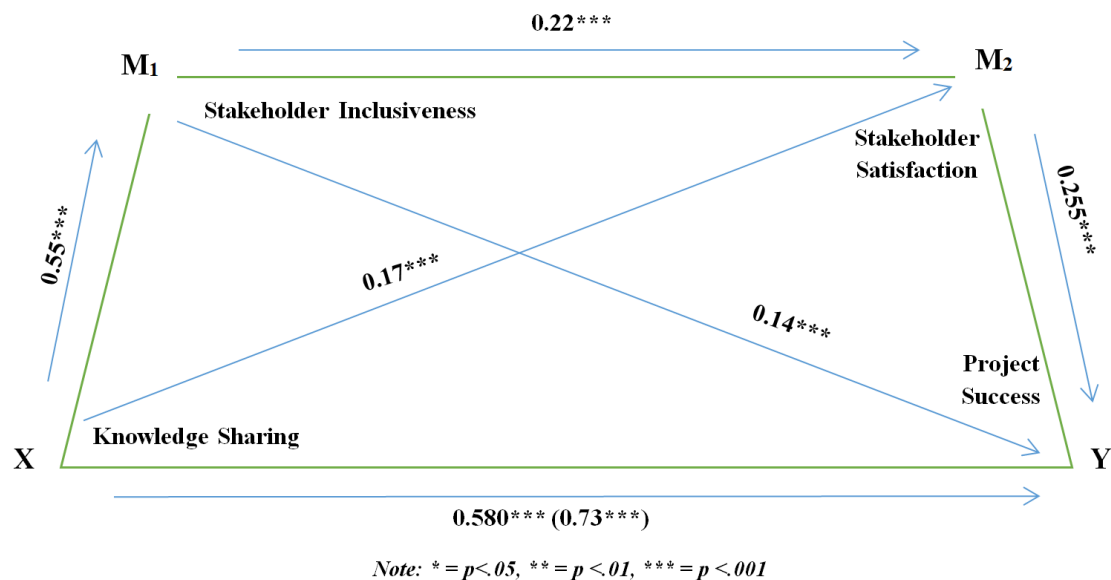 0.22***
M1
M2
Stakeholder Inclusiveness
Stakeholder
Satisfaction
0.55***
0.17***
0.255***
0.14***
Project
Success
Knowledge Sharing
X
Y
0.580*** (0.73***)
Note: * = p<.05, ** = p <.01, *** = p <.001